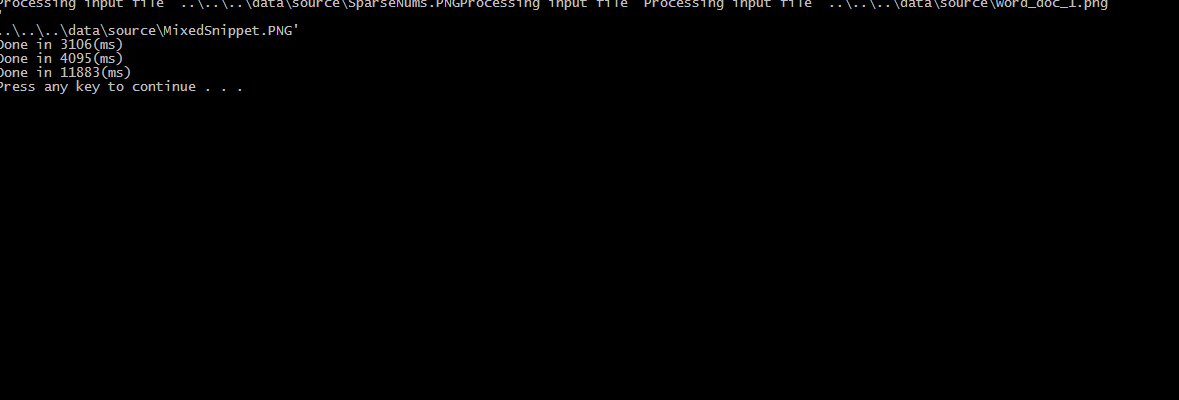 Processing input file '..\..\..\data\source\SparseNums.PNGProcessing input file 'Processing input file '..\..\..\data\source\word_doc_1.png
'
..\..\..\data\source\MixedSnippet.PNG'
Done in 3106(ms)
Done in 4095(ms)
Done in 11883(ms)
Press any key to continue . . .